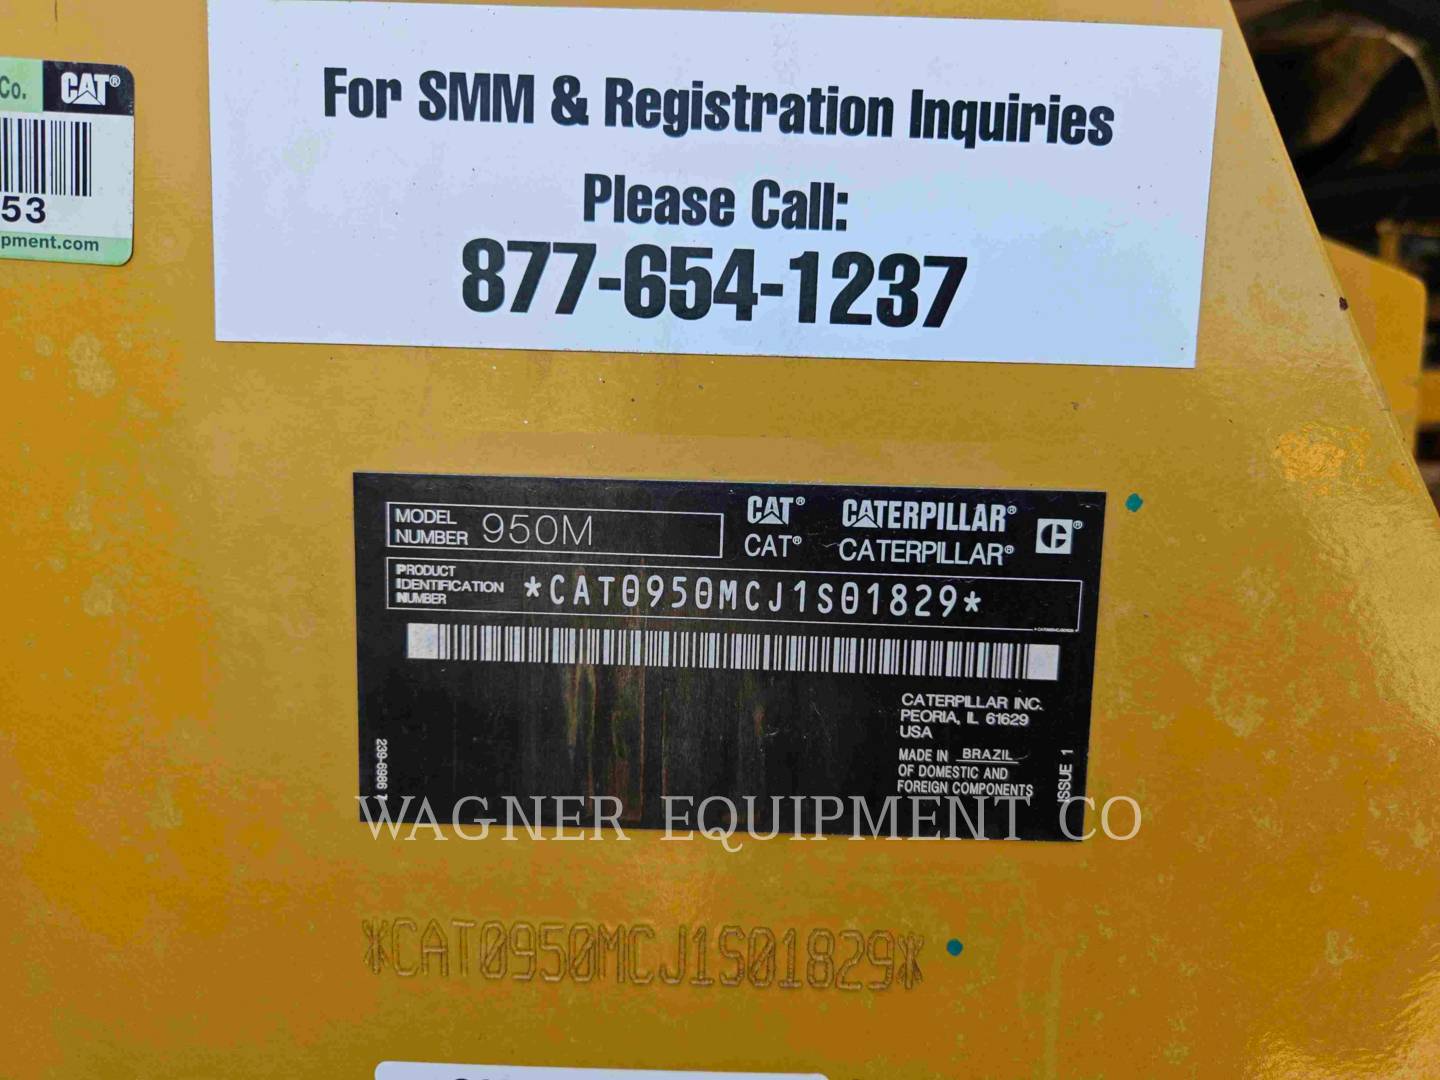 For SMM & Registration Inquiries
Please Call:
877-654-1237
Co. CAT®
53
pment.com
MODEL NUMBER 950M
CAT® CATERPILLAR®
CAT® CATERPILLAR®
PRODUCT IDENTIFICATION NUMBER *CAT0950MCJ1S01829*
CATERPILLAR INC.
PEORIA, IL 61629
USA
MADE IN BRAZIL
OF DOMESTIC AND
FOREIGN COMPONENTS
239-6986 7
ISSUE 1
WAGNER EQUIPMENT CO
*CAT0950MCJ1S01829*